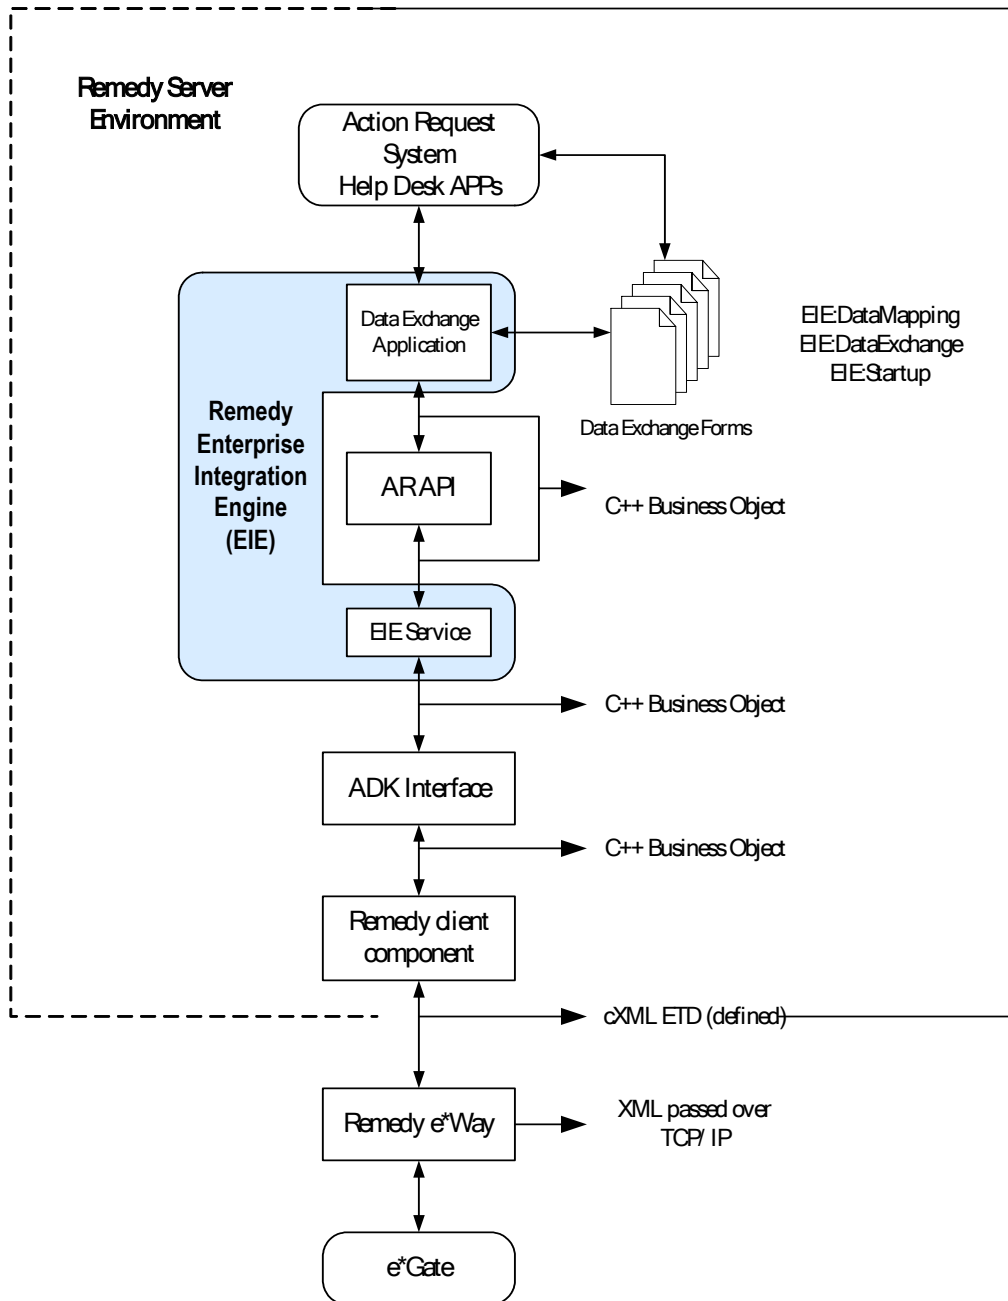 Remedy Server
Environment
Action Request
System
Help Desk APPs
Data Exchange
Application
EIE:DataMapping
EIE:DataExchange
EIE:Startup
Data Exchange Forms
Remedy
Enterprise
Integration
Engine
(EIE)
AR API
C++ Business Object
EIE Service
C++ Business Object
ADK Interface
C++ Business Object
Remedy client
component
cXML ETD (defined)
Remedy e*Way
XML passed over
TCP/ IP
e*Gate